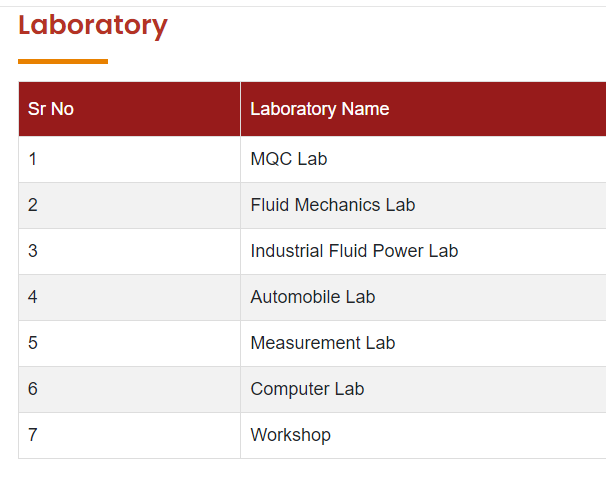 Laboratory
Sr No Laboratory Name
1 MQC Lab
2 Fluid Mechanics Lab
3 Industrial Fluid Power Lab
4 Automobile Lab
5 Measurement Lab
6 Computer Lab
7 Workshop